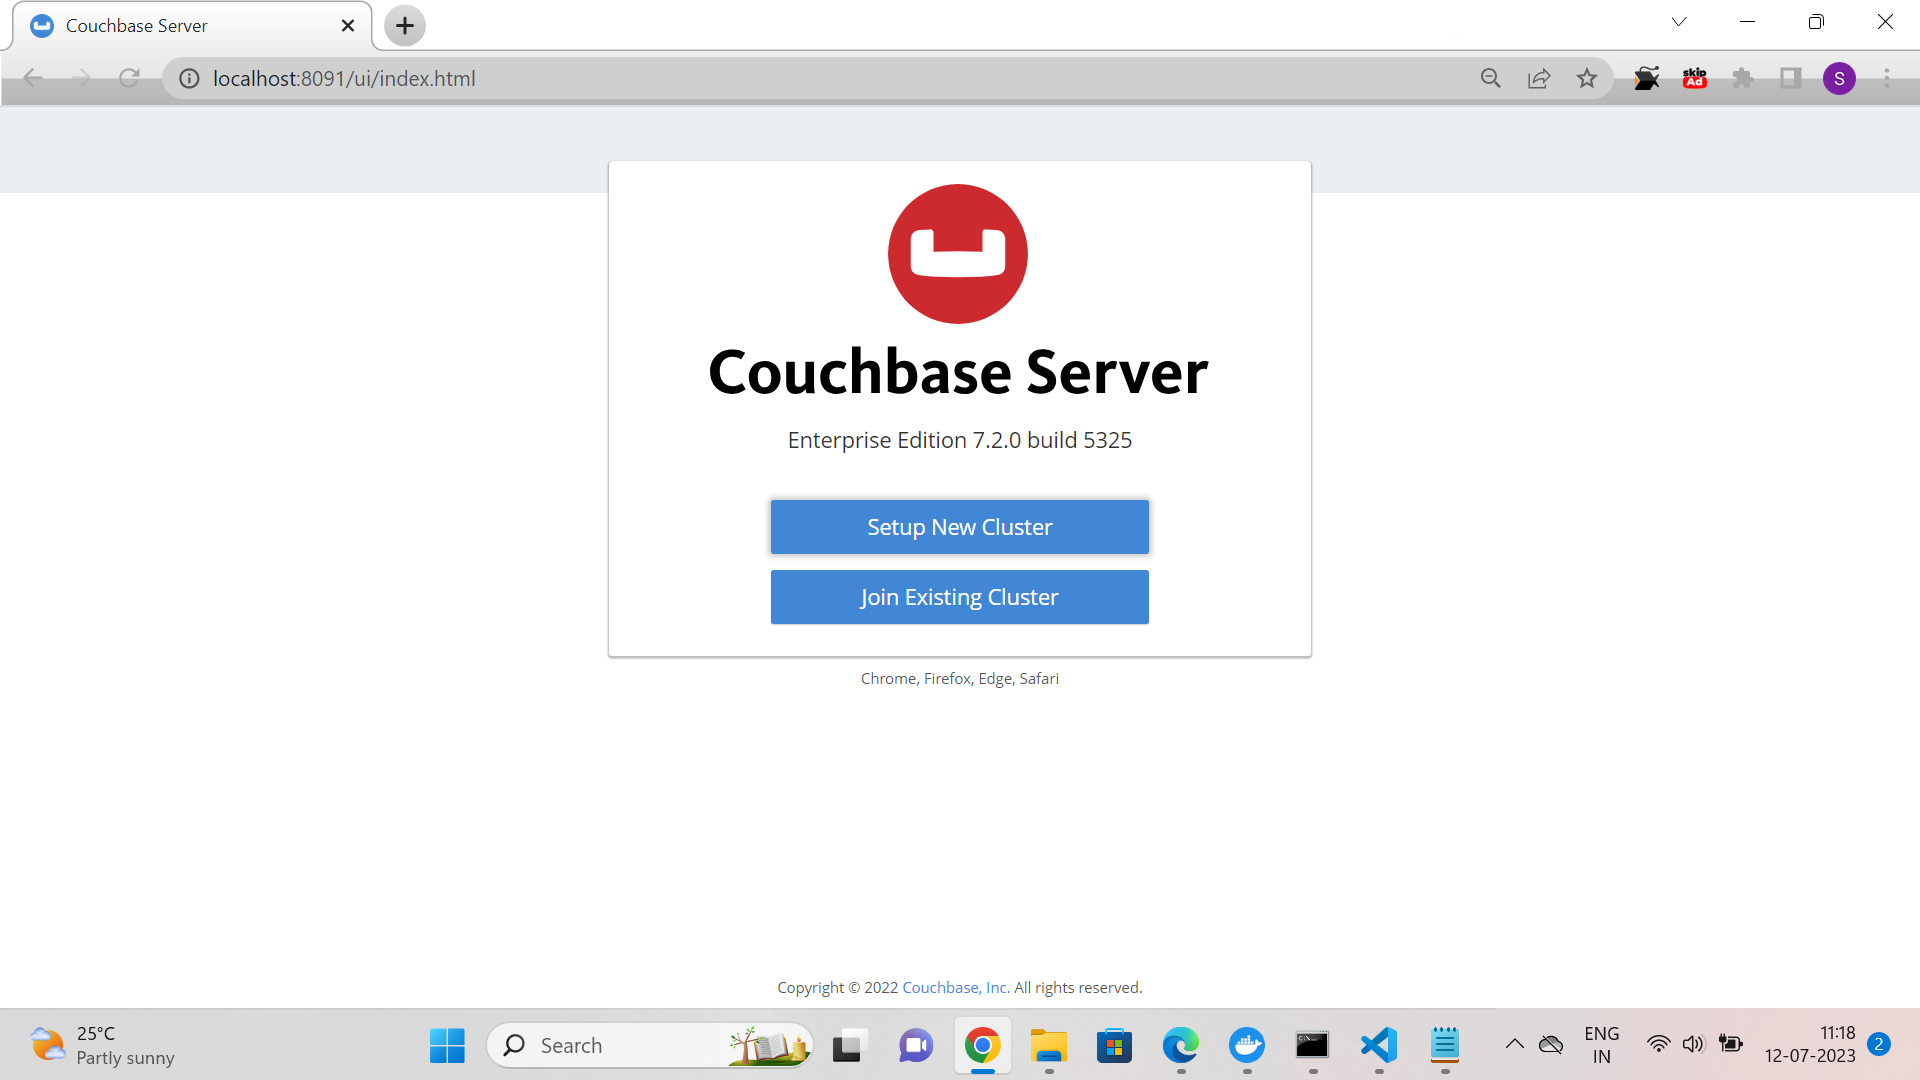 Couchbase Server
localhost:8091/ui/index.html
skip
Ad
S
Couchbase Server
Enterprise Edition 7.2.0 build 5325
Setup New Cluster
Join Existing Cluster
Chrome, Firefox, Edge, Safari
Copyright © 2022 Couchbase, Inc. All rights reserved.
25°C
Partly sunny
Search
ENG
IN
11:18
12-07-2023
2